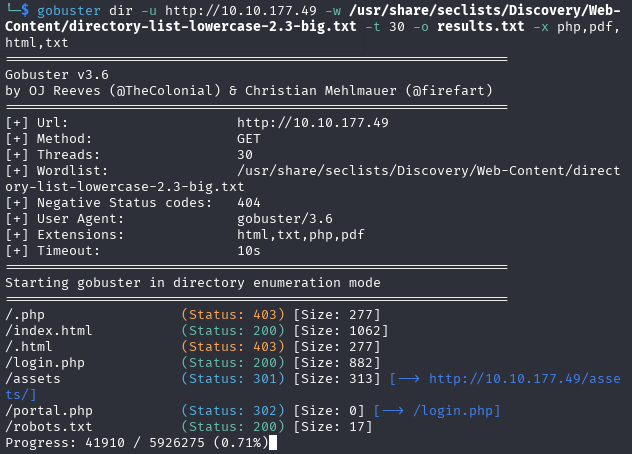 └─$ gobuster dir -u http://10.10.177.49 -w /usr/share/seclists/Discovery/Web-
Content/directory-list-lowercase-2.3-big.txt -t 30 -o results.txt -x php,pdf,
html,txt
===============================================================
Gobuster v3.6
by OJ Reeves (@TheColonial) & Christian Mehlmauer (@firefart)
===============================================================
[+] Url:                     http://10.10.177.49
[+] Method:                  GET
[+] Threads:                 30
[+] Wordlist:                /usr/share/seclists/Discovery/Web-Content/direct
ory-list-lowercase-2.3-big.txt
[+] Negative Status codes:   404
[+] User Agent:              gobuster/3.6
[+] Extensions:              html,txt,php,pdf
[+] Timeout:                 10s
===============================================================
Starting gobuster in directory enumeration mode
===============================================================
/.php                 (Status: 403) [Size: 277]
/index.html           (Status: 200) [Size: 1062]
/.html                (Status: 403) [Size: 277]
/login.php            (Status: 200) [Size: 882]
/assets               (Status: 301) [Size: 313] [--> http://10.10.177.49/asse
ts/]
/portal.php           (Status: 302) [Size: 0] [--> /login.php]
/robots.txt           (Status: 200) [Size: 17]
Progress: 41910 / 5926275 (0.71%)